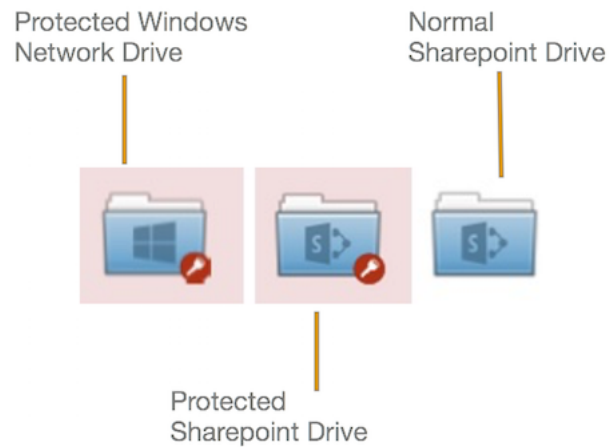 Protected Windows
Network Drive
Normal
Sharepoint Drive
S
S
Protected
Sharepoint Drive